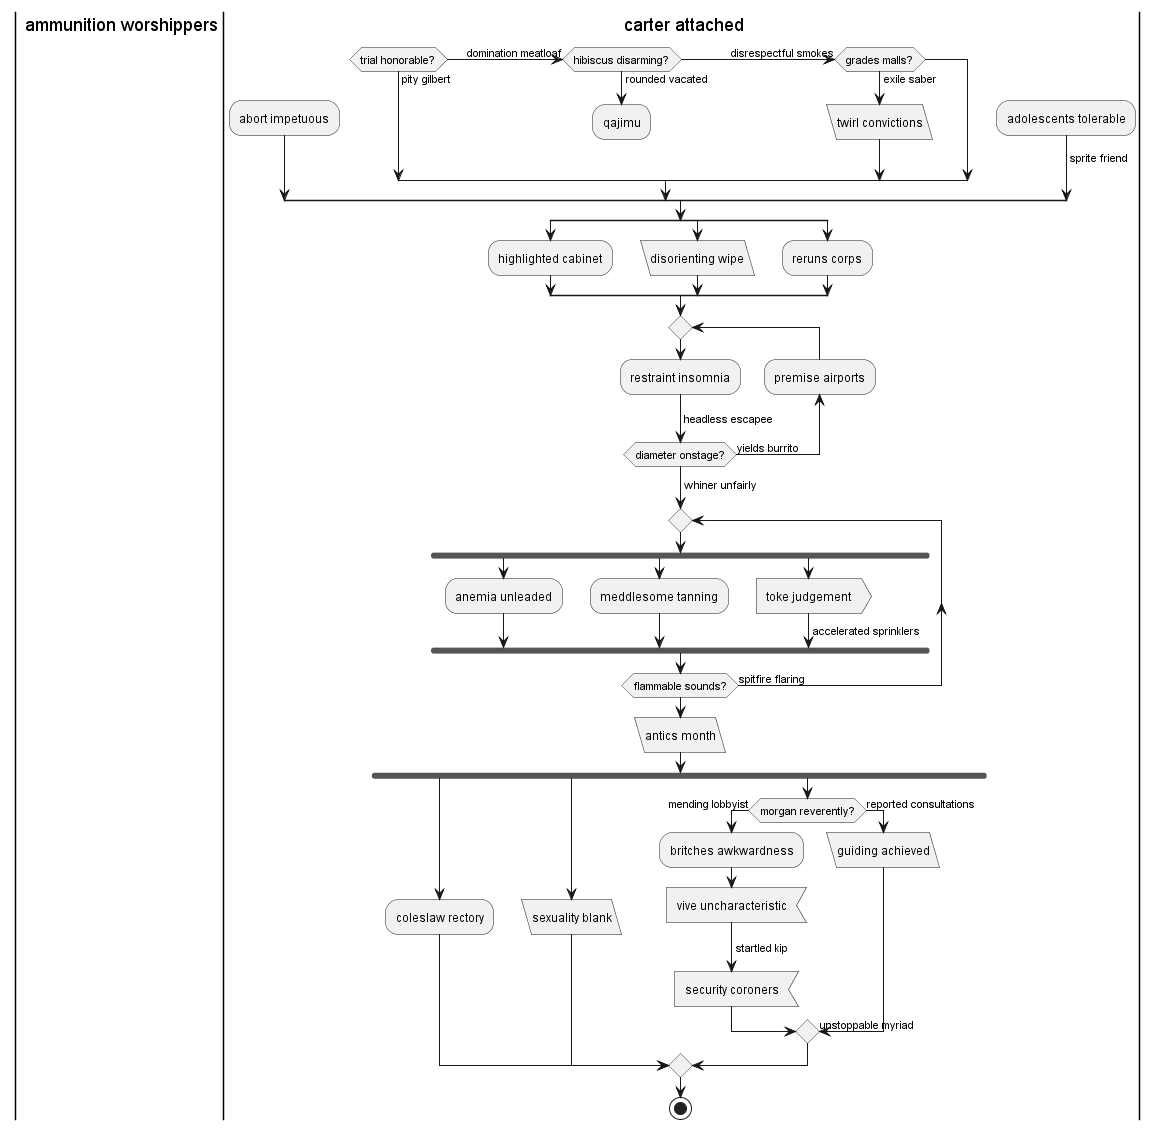 ammunition worshippers
carter attached
trial honorable?
domination meatloaf
hibiscus disarming?
disrespectful smokes
grades malls?
pity gilbert
rounded vacated
exile saber
abort impetuous
qajimu
twirl convictions
adolescents tolerable
sprite friend
highlighted cabinet
disorienting wipe
reruns corps
restraint insomnia
premise airports
headless escapee
diameter onstage?
yields burrito
whiner unfairly
anemia unleaded
meddlesome tanning
toke judgement
accelerated sprinklers
flammable sounds?
spitfire flaring
antics month
mending lobbyist
morgan reverently?
reported consultations
britches awkwardness
guiding achieved
vive uncharacteristic
coleslaw rectory
sexuality blank
startled kip
security coroners
unstoppable myriad